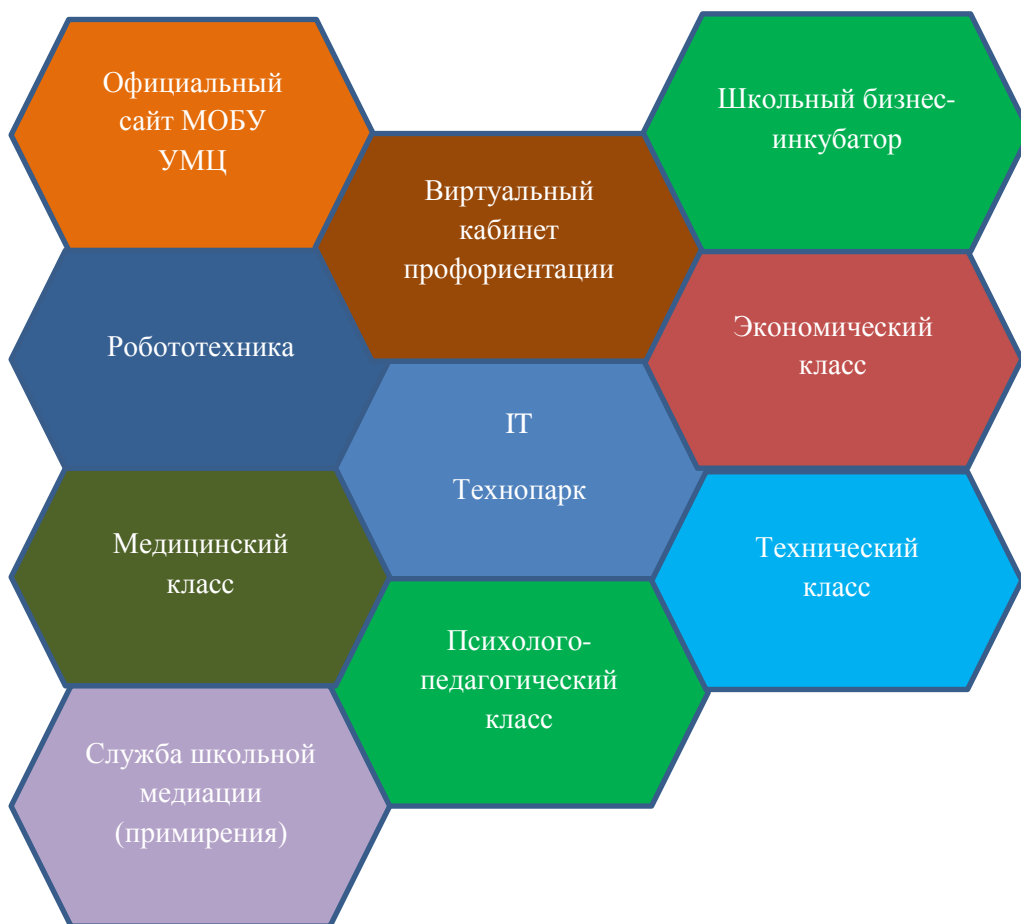 Официальный
сайт МОБУ
УМЦ
Школьный бизнес-
инкубатор
Виртуальный
кабинет
профориентации
Робототехника
Экономический
класс
IT
Технопарк
Медицинский
класс
Технический
класс
Психолого-
педагогический
класс
Служба школьной
медиации
(примирения)